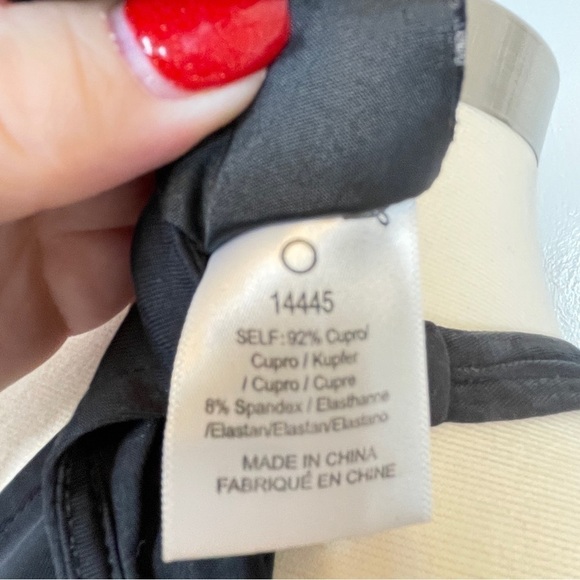 14445
SELF: 92% Cupro/
Cupro / Kupfer
/ Cupro / Cupre
8% Spandex / Elasthanne
/Elastan/Elastan/Elastano
MADE IN CHINA
FABRIQUÉ EN CHINE